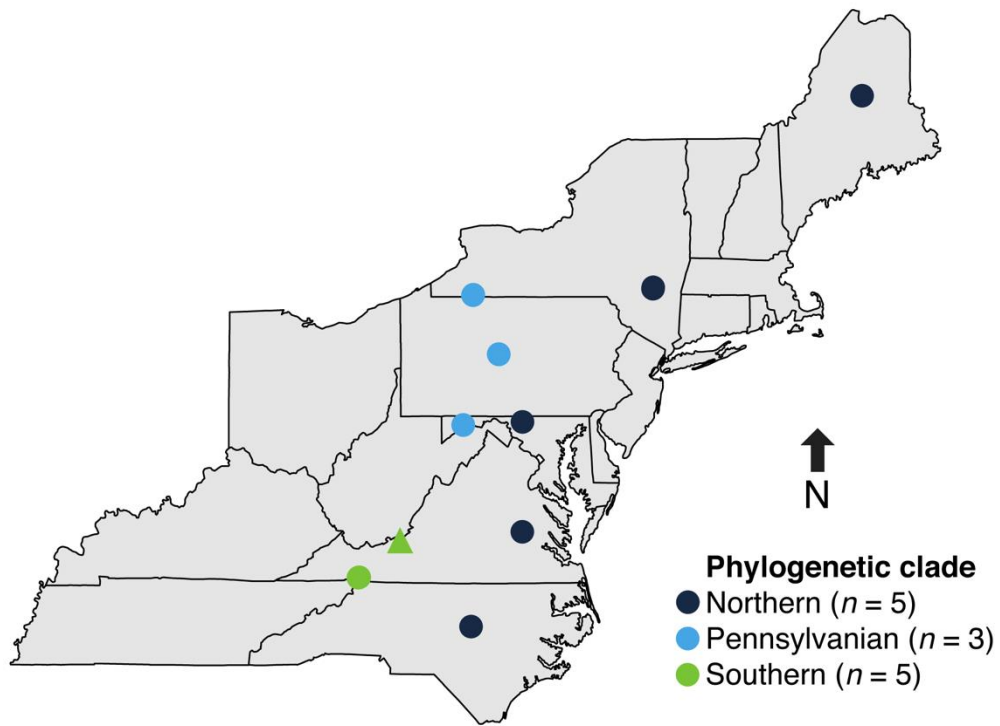 N
Phylogenetic clade
Northern (n = 5)
Pennsylvanian (n = 3)
Southern (n = 5)